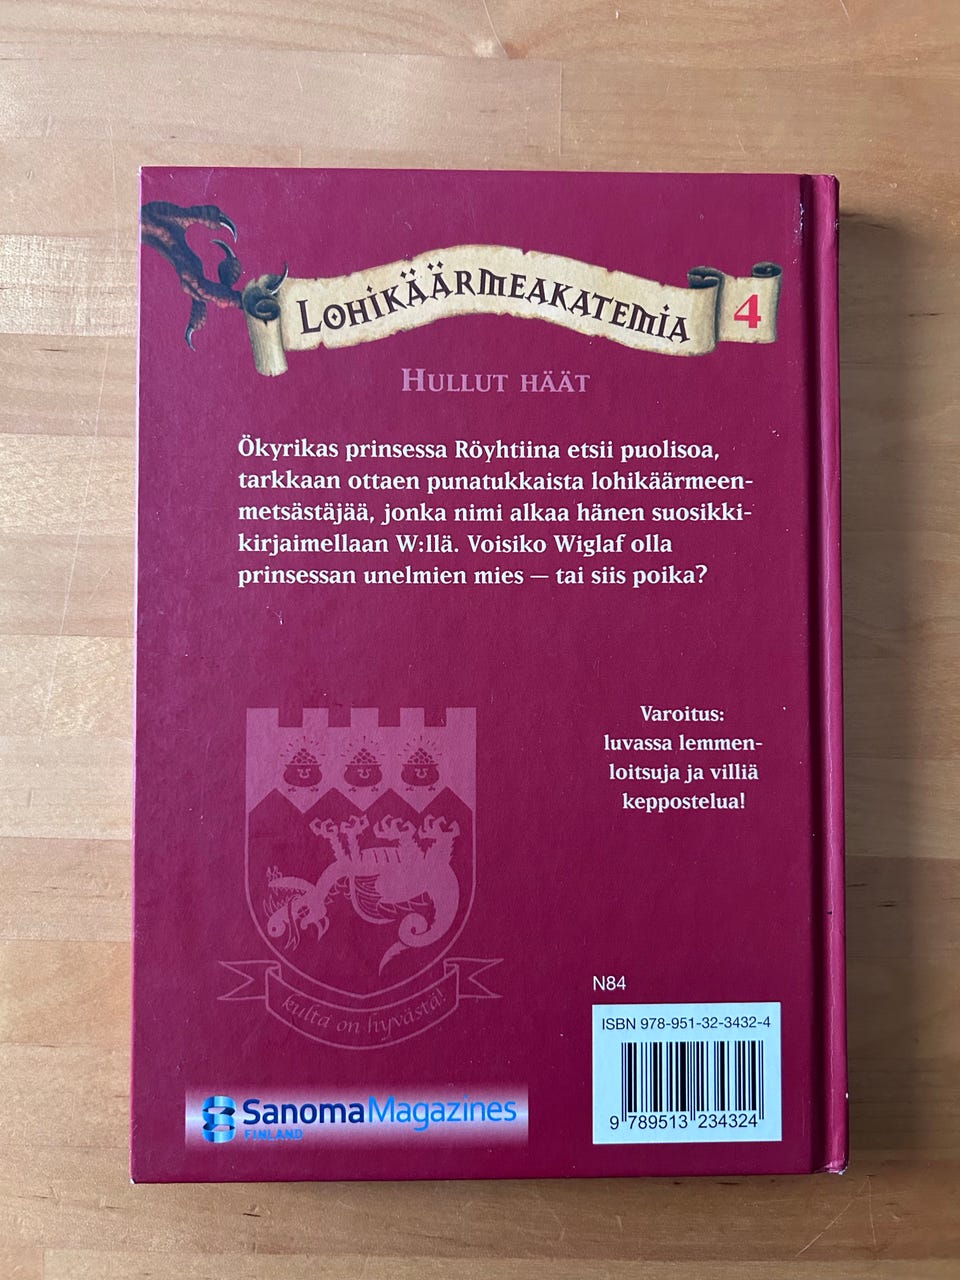 LOHIKÄÄRMEAKATEMIA 4
HULLUT HÄÄT
Ökyrikas prinsessa Röyhtiina etsii puolisoa,
tarkkaan ottaen punatukkaista lohikäärmeen-
metsästäjää, jonka nimi alkaa hänen suosikki-
kirjaimellaan W:llä. Voisiko Wiglaf olla
prinsessan unelmien mies – tai siis poika?
Varoitus:
luvassa lemmen-
loitsuja ja villiä
keppostelua!
kulta on hyvästä!
N84
ISBN 978-951-32-3432-4
9 789513 234324
SanomaMagazines
FINLAND